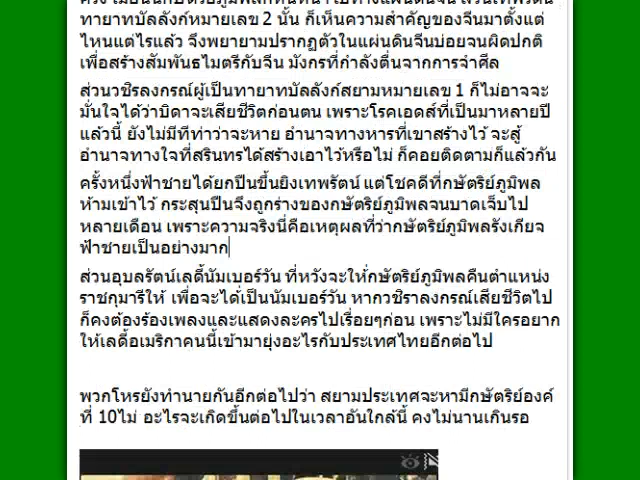 ทายาทบัลลังก์หมายเลข 2 นั้น ก็เห็นความสำคัญของจีนมาตั้งแต่
ไหนแต่ไรแล้ว จึงพยายามปรากฏตัวในแผ่นดินจีนบ่อยจนผิดปกติ
เพื่อสร้างสัมพันธไมตรีกับจีน มังกรที่กำลังตื่นจากการจำศีล
ส่วนวชิรลงกรณ์ผู้เป็นทายาทบัลลังก์สยามหมายเลข 1 ก็ไม่อาจจะ
มั่นใจได้ว่าบิดาจะเสียชีวิตก่อนตน เพราะโรคเอดส์ที่เป็นมาหลายปี
แล้วนี้ ยังไม่มีทีท่าว่าจะหาย อำนาจทางทหารที่เขาสร้างไว้ จะสู้
อำนาจทางใจที่สรินทรได้สร้างเอาไว้หรือไม่ ก็คอยติดตามก็แล้วกัน
ครั้งหนึ่งฟ้าชายได้ยกปืนขึ้นยิงเทพรัตน์ แต่โชคดีที่กษัตริย์ภูมิพล
ห้ามเข้าไว้ กระสุนปืนจึงถูกร่างของกษัตริย์ภูมิพลจนบาดเจ็บไป
หลายเดือน เพราะความจริงนี่คือเหตุผลที่ว่ากษัตริย์ภูมิพลรังเกียจ
ฟ้าชายเป็นอย่างมาก
ส่วนอุบลรัตน์เลดี้นัมเบอร์วัน ที่หวังจะให้กษัตริย์ภูมิพลคืนตำแหน่ง
ราชกุมารีให้ เพื่อจะได้เป็นนัมเบอร์วัน หากวชิราลงกรณ์เสียชีวิตไป
ก็คงต้องร้องเพลงและแสดงละครไปเรื่อยๆก่อน เพราะไม่มีใครอยาก
ให้เลดี้อเมริกาคนนี้เข้ามายุ่งอะไรกับประเทศไทยอีกต่อไป
พวกโหรยังทำนายกันอีกต่อไปว่า สยามประเทศจะหามีกษัตริย์องค์
ที่ 10ไม่ อะไรจะเกิดขึ้นต่อไปในเวลาอันใกล้นี้ คงไม่นานเกินรอ